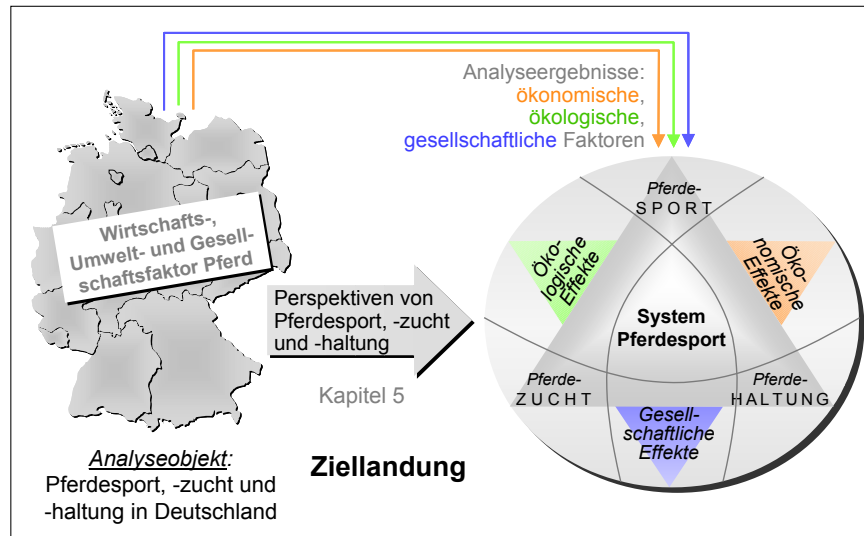 Analyseergebnisse:
ökonomische,
ökologische,
gesellschaftliche Faktoren
Wirtschafts-,
Umwelt- und Gesell-
schaftsfaktor Pferd
Perspektiven von
Pferdesport, -zucht
und -haltung
Kapitel 5
Analyseobjekt:
Pferdesport, -zucht und
-haltung in Deutschland
Ziellandung
Pferde-
SPORT
Öko-
logische
Effekte
Öko-
nomische
Effekte
System
Pferdesport
Pferde-
ZUCHT
Pferde-
HALTUNG
Gesell-
schaftliche
Effekte